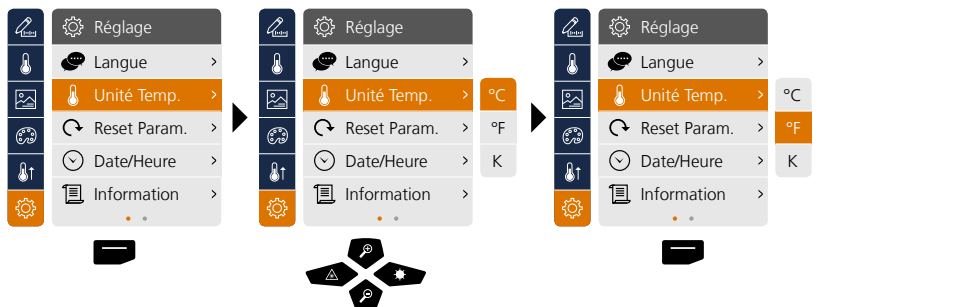 Réglage
Langue
Unité Temp.
Reset Param.
Date/Heure
Information
Réglage
Langue
Unité Temp.
Reset Param.
Date/Heure
Information
°C
°F
K
Réglage
Langue
Unité Temp.
Reset Param.
Date/Heure
Information
°C
°F
K